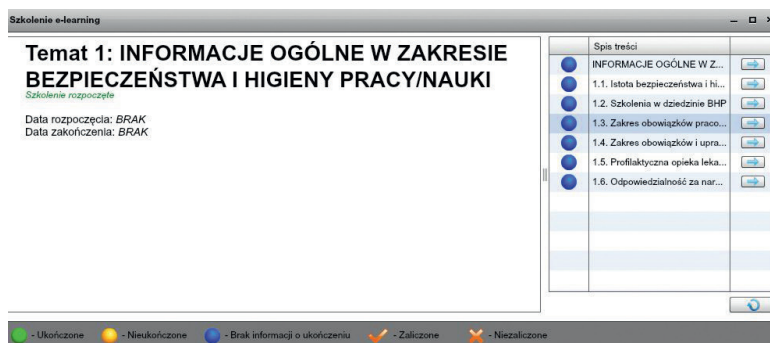 Szkolenie e-learning
Temat 1: INFORMACJE OGÓLNE W ZAKRESIE
BEZPIECZEŃSTWA I HIGIENY PRACY/NAUKI
Szkolenie rozpoczęte
Data rozpoczęcia: BRAK
Data zakończenia: BRAK
Spis treści
INFORMACJE OGÓLNE W Z...
1.1. Istota bezpieczeństwa i hi...
1.2. Szkolenia w dziedzinie BHP
1.3. Zakres obowiązków praco...
1.4. Zakres obowiązków i upra...
1.5. Profilaktyczna opieka leka...
1.6. Odpowiedzialność za nar...
- Ukończone - Nieukończone - Brak informacji o ukończeniu - Zaliczone - Niezaliczone